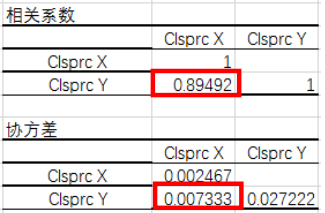 相关系数
Clsprc X Clsprc Y
Clsprc X 1
Clsprc Y 0.89492 1
协方差
Clsprc X Clsprc Y
Clsprc X 0.002467
Clsprc Y 0.007333 0.027222